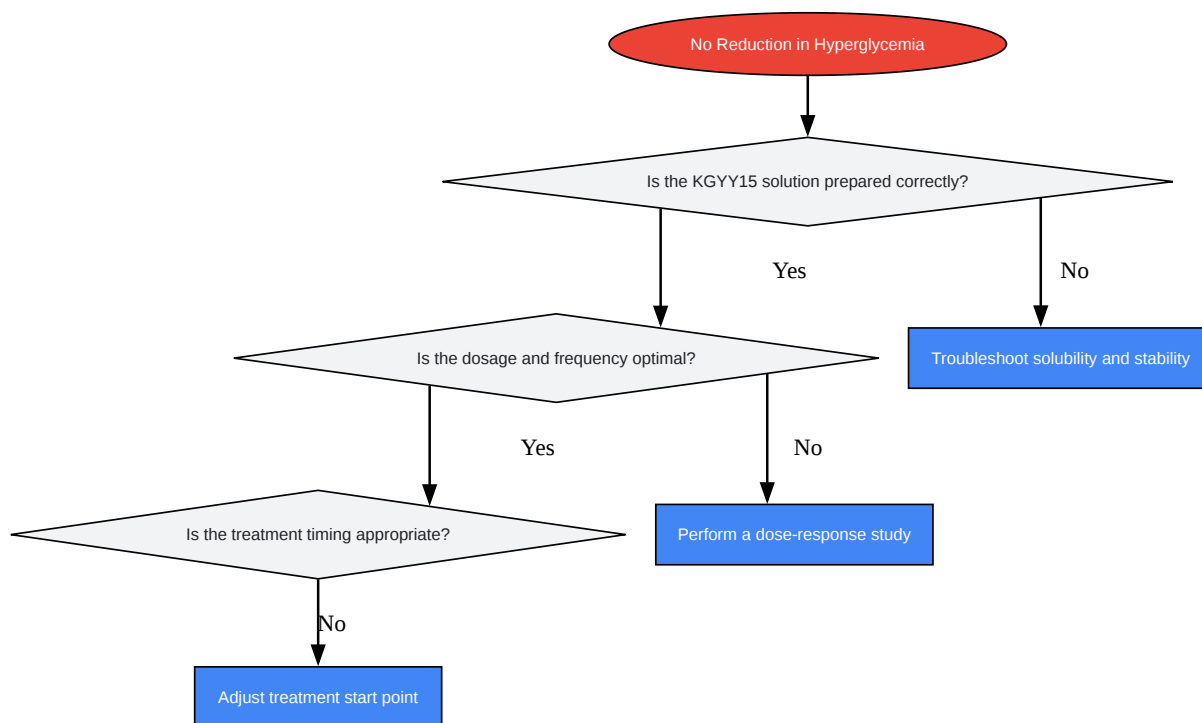 No Reduction in Hyperglycemia
Is the KGYY15 solution prepared correctly?
Yes
No
Is the dosage and frequency optimal?
Troubleshoot solubility and stability
Yes
No
Is the treatment timing appropriate?
Perform a dose-response study
No
Adjust treatment start point